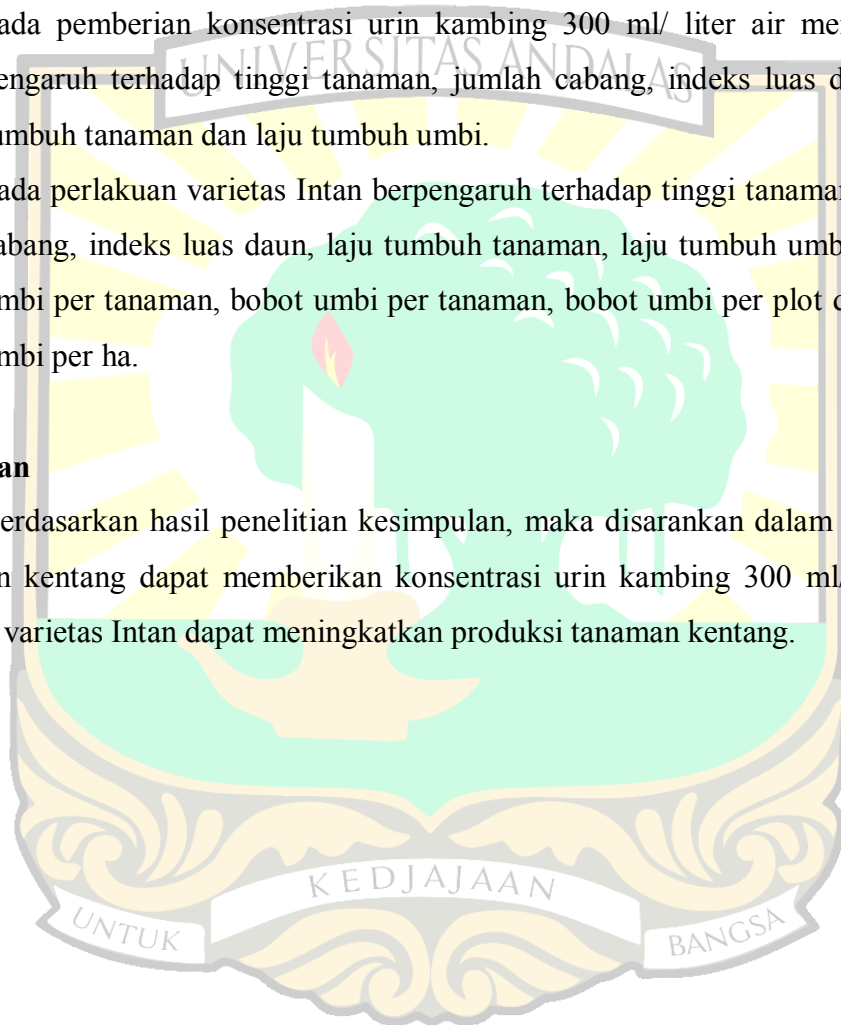 ada pemberian konsentrasi urin kambing 300 ml/ liter air me
UNIVERSITAS ANDALAS
engaruh terhadap tinggi tanaman, jumlah cabang, indeks luas d
umbuh tanaman dan laju tumbuh umbi.
ada perlakuan varietas Intan berpengaruh terhadap tinggi tanaman
abang, indeks luas daun, laju tumbuh tanaman, laju tumbuh umb
mbi per tanaman, bobot umbi per tanaman, bobot umbi per plot d
mbi per ha.
an
erdasarkan hasil penelitian kesimpulan, maka disarankan dalam
n kentang dapat memberikan konsentrasi urin kambing 300 ml/
varietas Intan dapat meningkatkan produksi tanaman kentang.
KEDJAJAAN
UNTUK
BANGSA